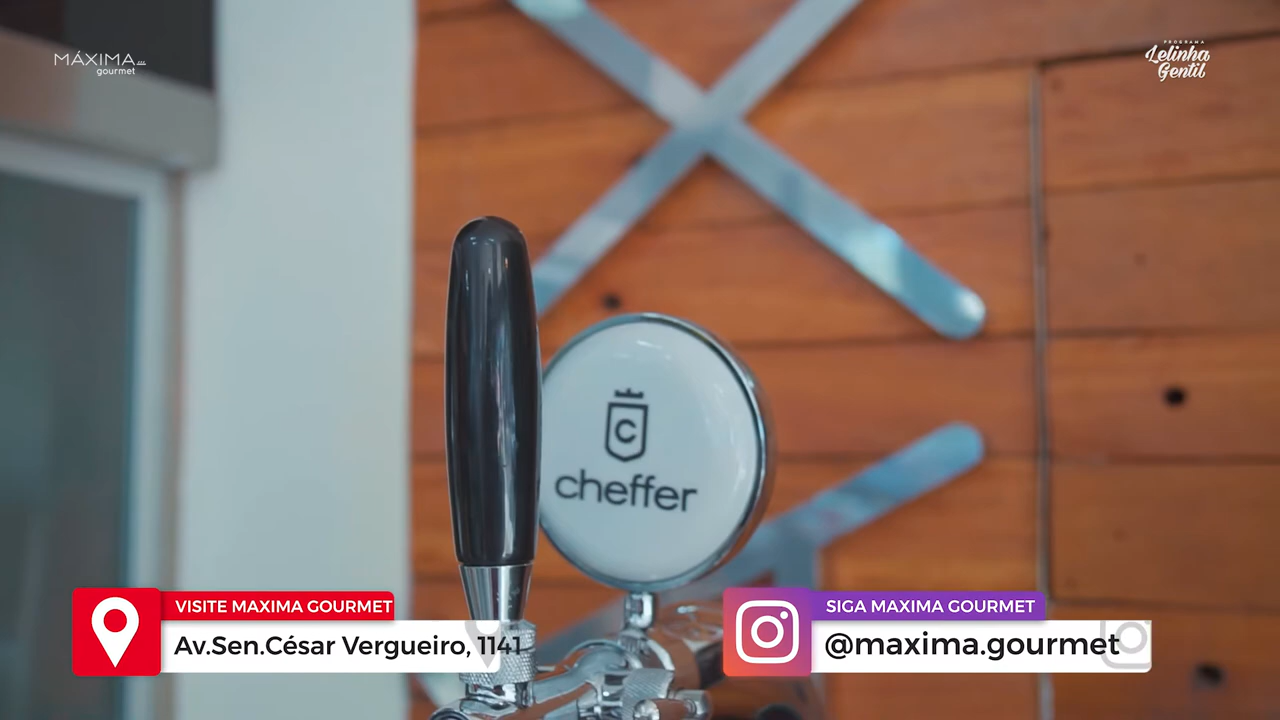 MÁXIMA
gourmet
PROGRAMA
Lelinha
Gentil
C
cheffer
VISITE MAXIMA GOURMET
Av.Sen.César Vergueiro, 1141
SIGA MAXIMA GOURMET
@maxima.gourmet